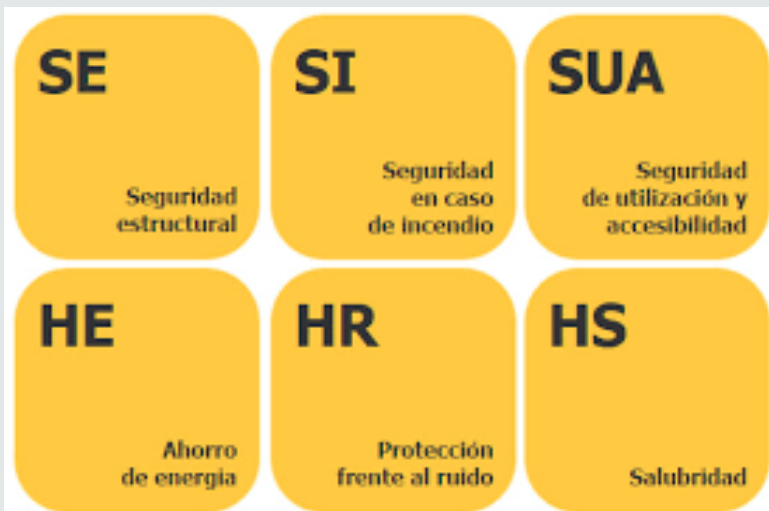 SE
Seguridad
estructural
SI
Seguridad
en caso
de incendio
SUA
Seguridad
de utilización y
accesibilidad
HE
Ahorro
de energia
HR
Protección
frente al ruido
HS
Salubridad